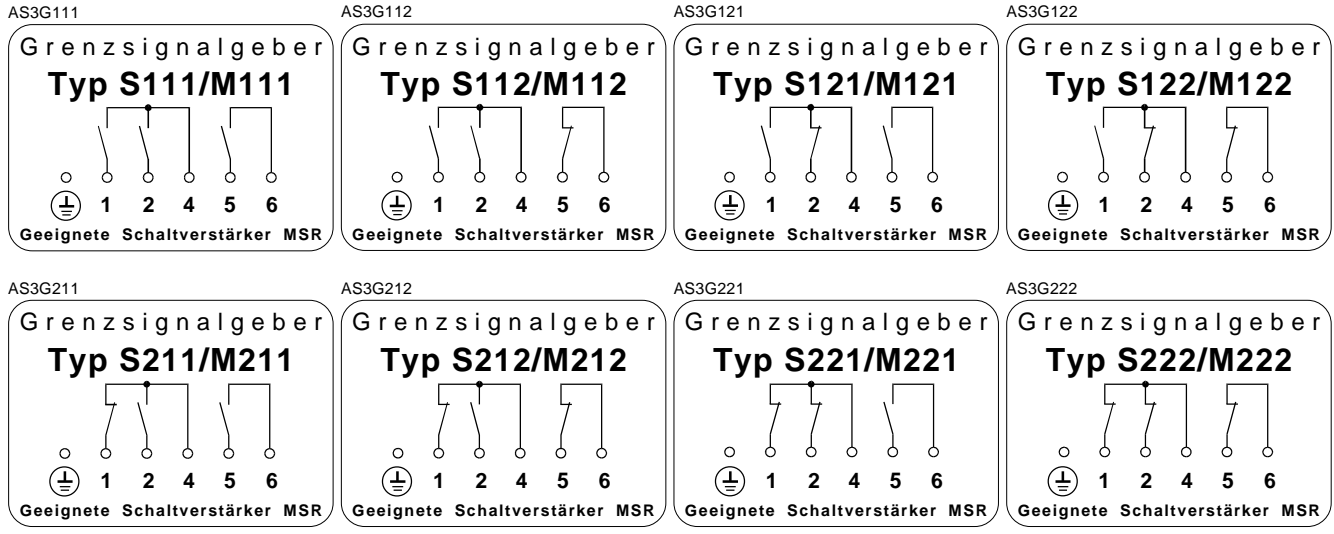 AS3G111
Grenzsignalgeber
Typ S111/M111
1 2 4 5 6
Geeignete Schaltverstärker MSR
AS3G112
Grenzsignalgeber
Typ S112/M112
1 2 4 5 6
Geeignete Schaltverstärker MSR
AS3G121
Grenzsignalgeber
Typ S121/M121
1 2 4 5 6
Geeignete Schaltverstärker MSR
AS3G122
Grenzsignalgeber
Typ S122/M122
1 2 4 5 6
Geeignete Schaltverstärker MSR
AS3G211
Grenzsignalgeber
Typ S211/M211
1 2 4 5 6
Geeignete Schaltverstärker MSR
AS3G212
Grenzsignalgeber
Typ S212/M212
1 2 4 5 6
Geeignete Schaltverstärker MSR
AS3G221
Grenzsignalgeber
Typ S221/M221
1 2 4 5 6
Geeignete Schaltverstärker MSR
AS3G222
Grenzsignalgeber
Typ S222/M222
1 2 4 5 6
Geeignete Schaltverstärker MSR